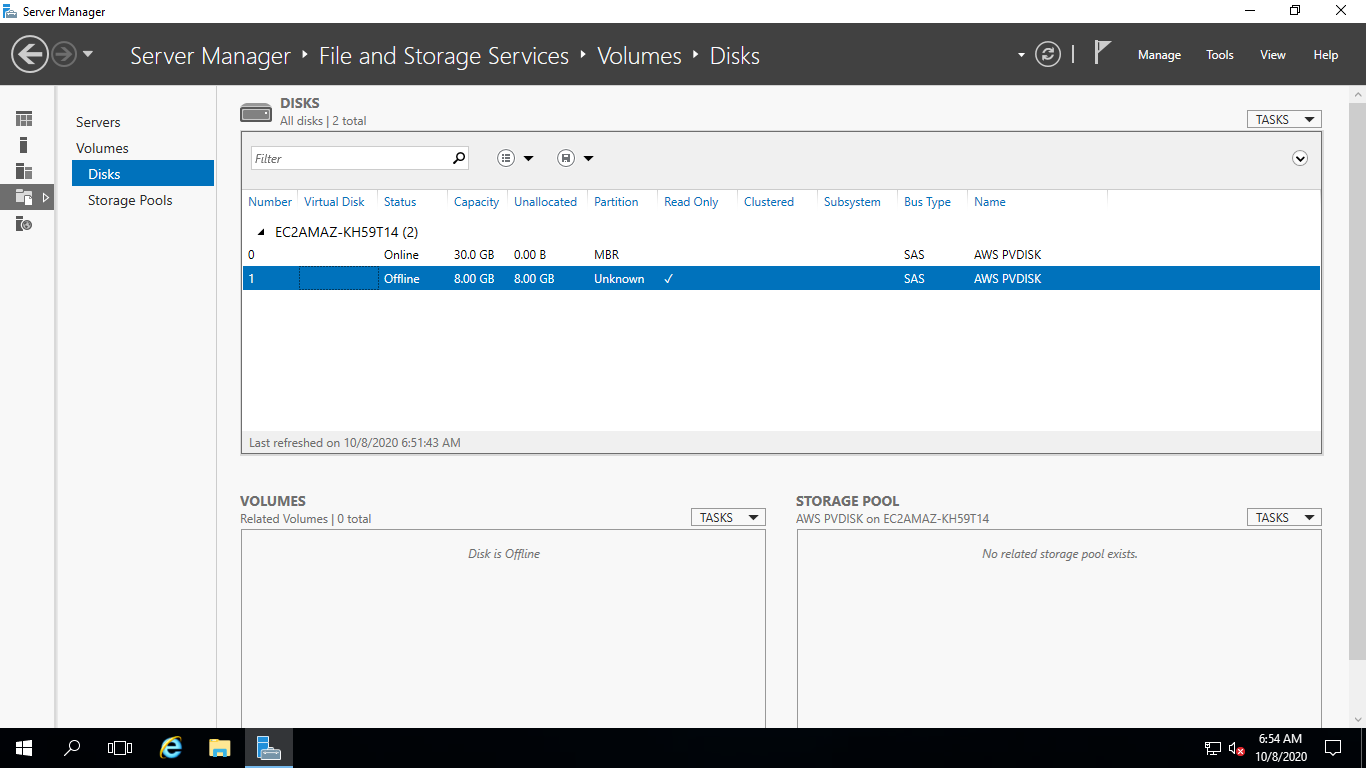 Server Manager
Server Manager ‣ File and Storage Services ‣ Volumes ‣ Disks
Manage Tools View Help
Servers
Volumes
Disks
Storage Pools
DISKS
All disks | 2 total
TASKS
Filter
Number Virtual Disk Status Capacity Unallocated Partition Read Only Clustered Subsystem Bus Type Name
EC2AMAZ-KH59T14 (2)
0 Online 30.0 GB 0.00 B MBR SAS AWS PVDISK
1 Offline 8.00 GB 8.00 GB Unknown ✓ SAS AWS PVDISK
Last refreshed on 10/8/2020 6:51:43 AM
VOLUMES
Related Volumes | 0 total
TASKS
Disk is Offline
STORAGE POOL
AWS PVDISK on EC2AMAZ-KH59T14
TASKS
No related storage pool exists.
6:54 AM
10/8/2020